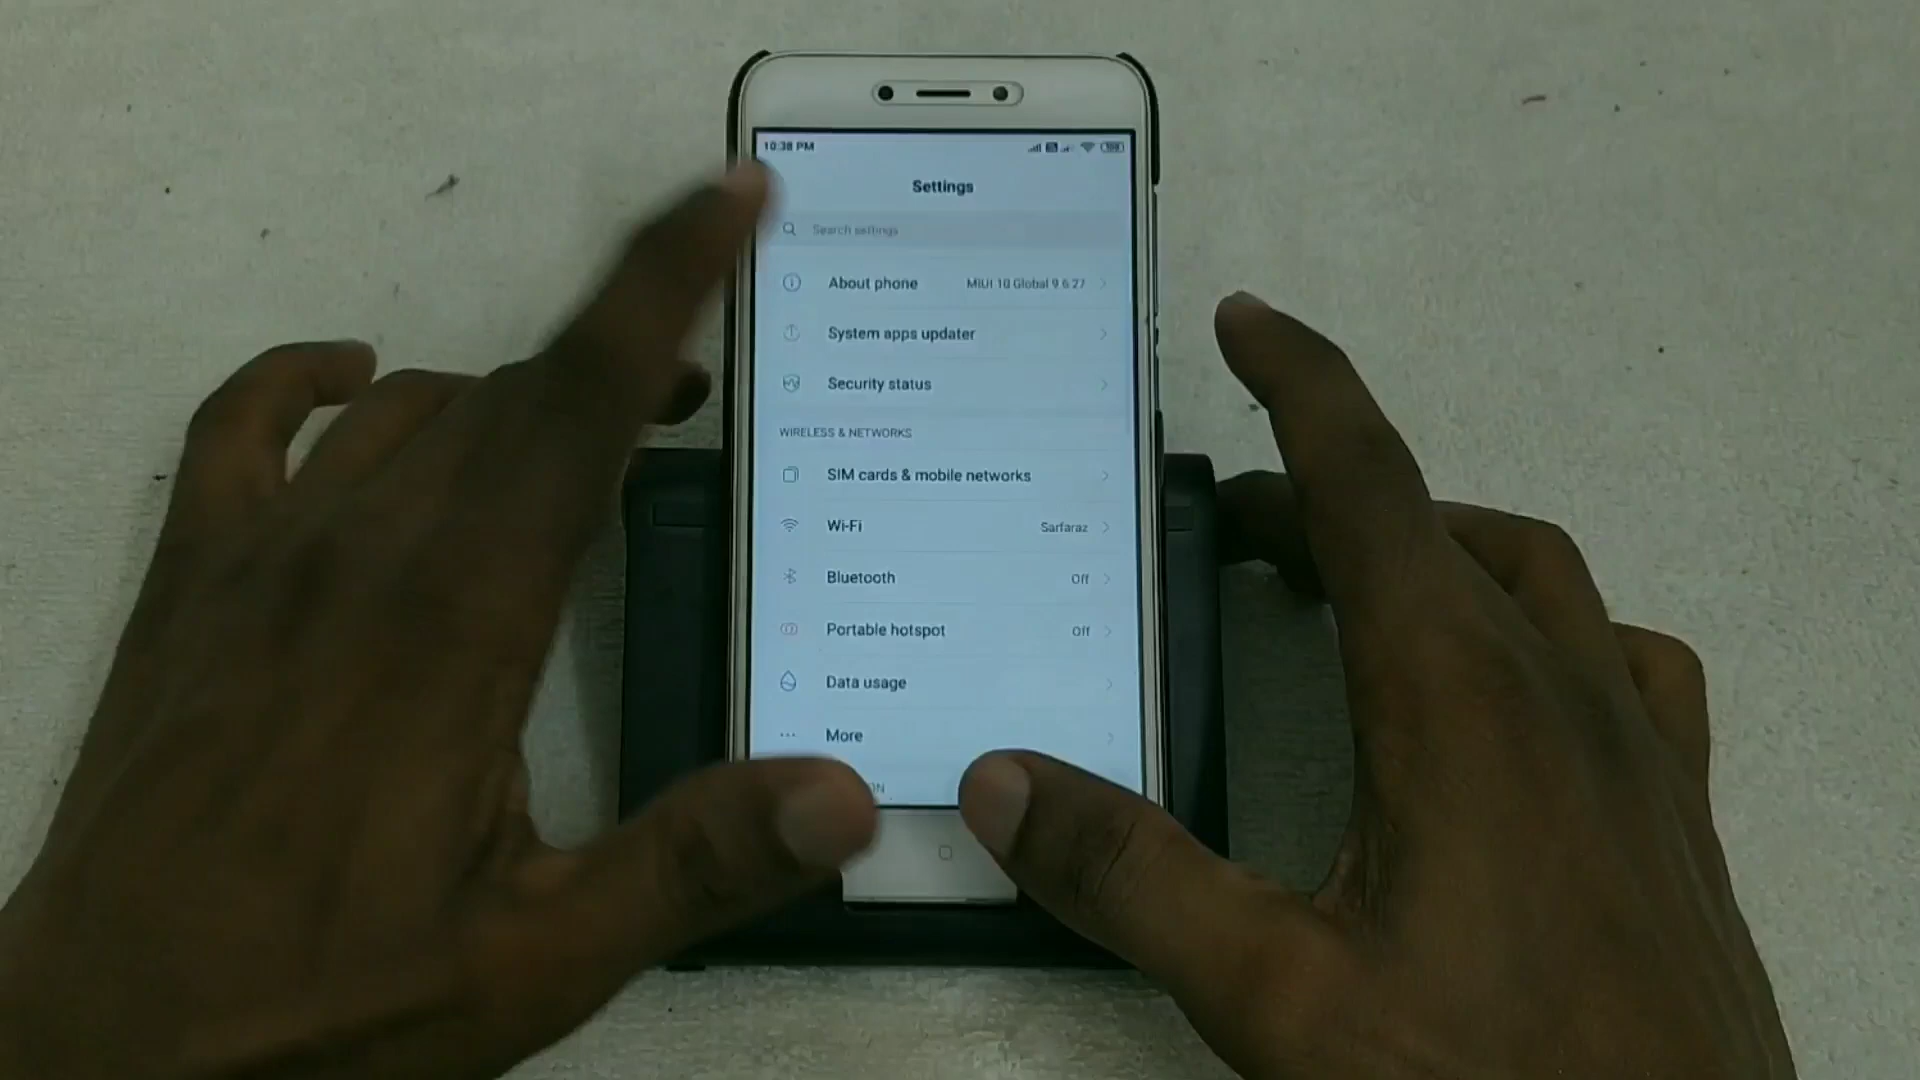 10:38 PM
Settings
Search settings
About phone MIUI 10 Global 9.6.27
System apps updater
Security status
WIRELESS & NETWORKS
SIM cards & mobile networks
Wi-Fi Sarfaraz
Bluetooth Off
Portable hotspot Off
Data usage
More